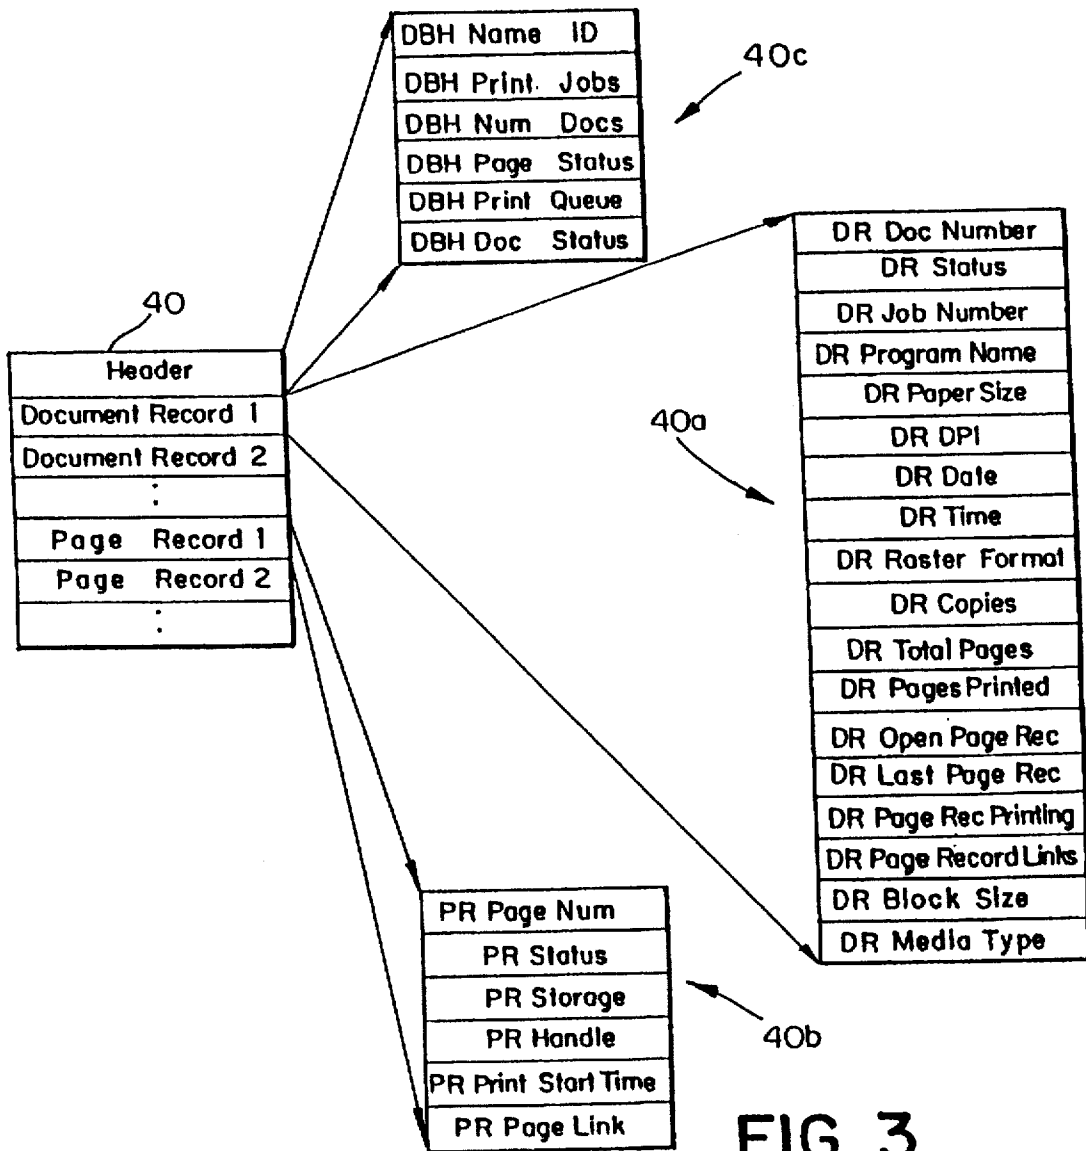 DBH Name ID
DBH Print Jobs
DBH Num Docs
DBH Page Status
DBH Print Queue
DBH Doc Status
40c
40
Header
Document Record 1
Document Record 2
:
Page Record 1
Page Record 2
:
40a
DR Doc Number
DR Status
DR Job Number
DR Program Name
DR Paper Size
DR DPI
DR Date
DR Time
DR Raster Format
DR Copies
DR Total Pages
DR Pages Printed
DR Open Page Rec
DR Last Page Rec
DR Page Rec Printing
DR Page Record Links
DR Block Size
DR Media Type
PR Page Num
PR Status
PR Storage
PR Handle
PR Print Start Time
PR Page Link
40b
FIG. 3